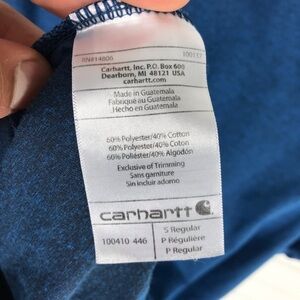 RN#14806 100137
Carhartt, Inc. P.O. Box 600
Dearborn, MI 48121 USA
carhartt.com
Made in Guatemala
Fabriqué au Guatemala
Hecho en Guatemala
60% Polyester/40% Cotton
60% Polyester/40% Coton
60% Poliéster/40% Algodón
Exclusive of Trimming
Sans garniture
Sin incluir adorno
carhartt
100410 446
S Regular
P Régulière
P Regular